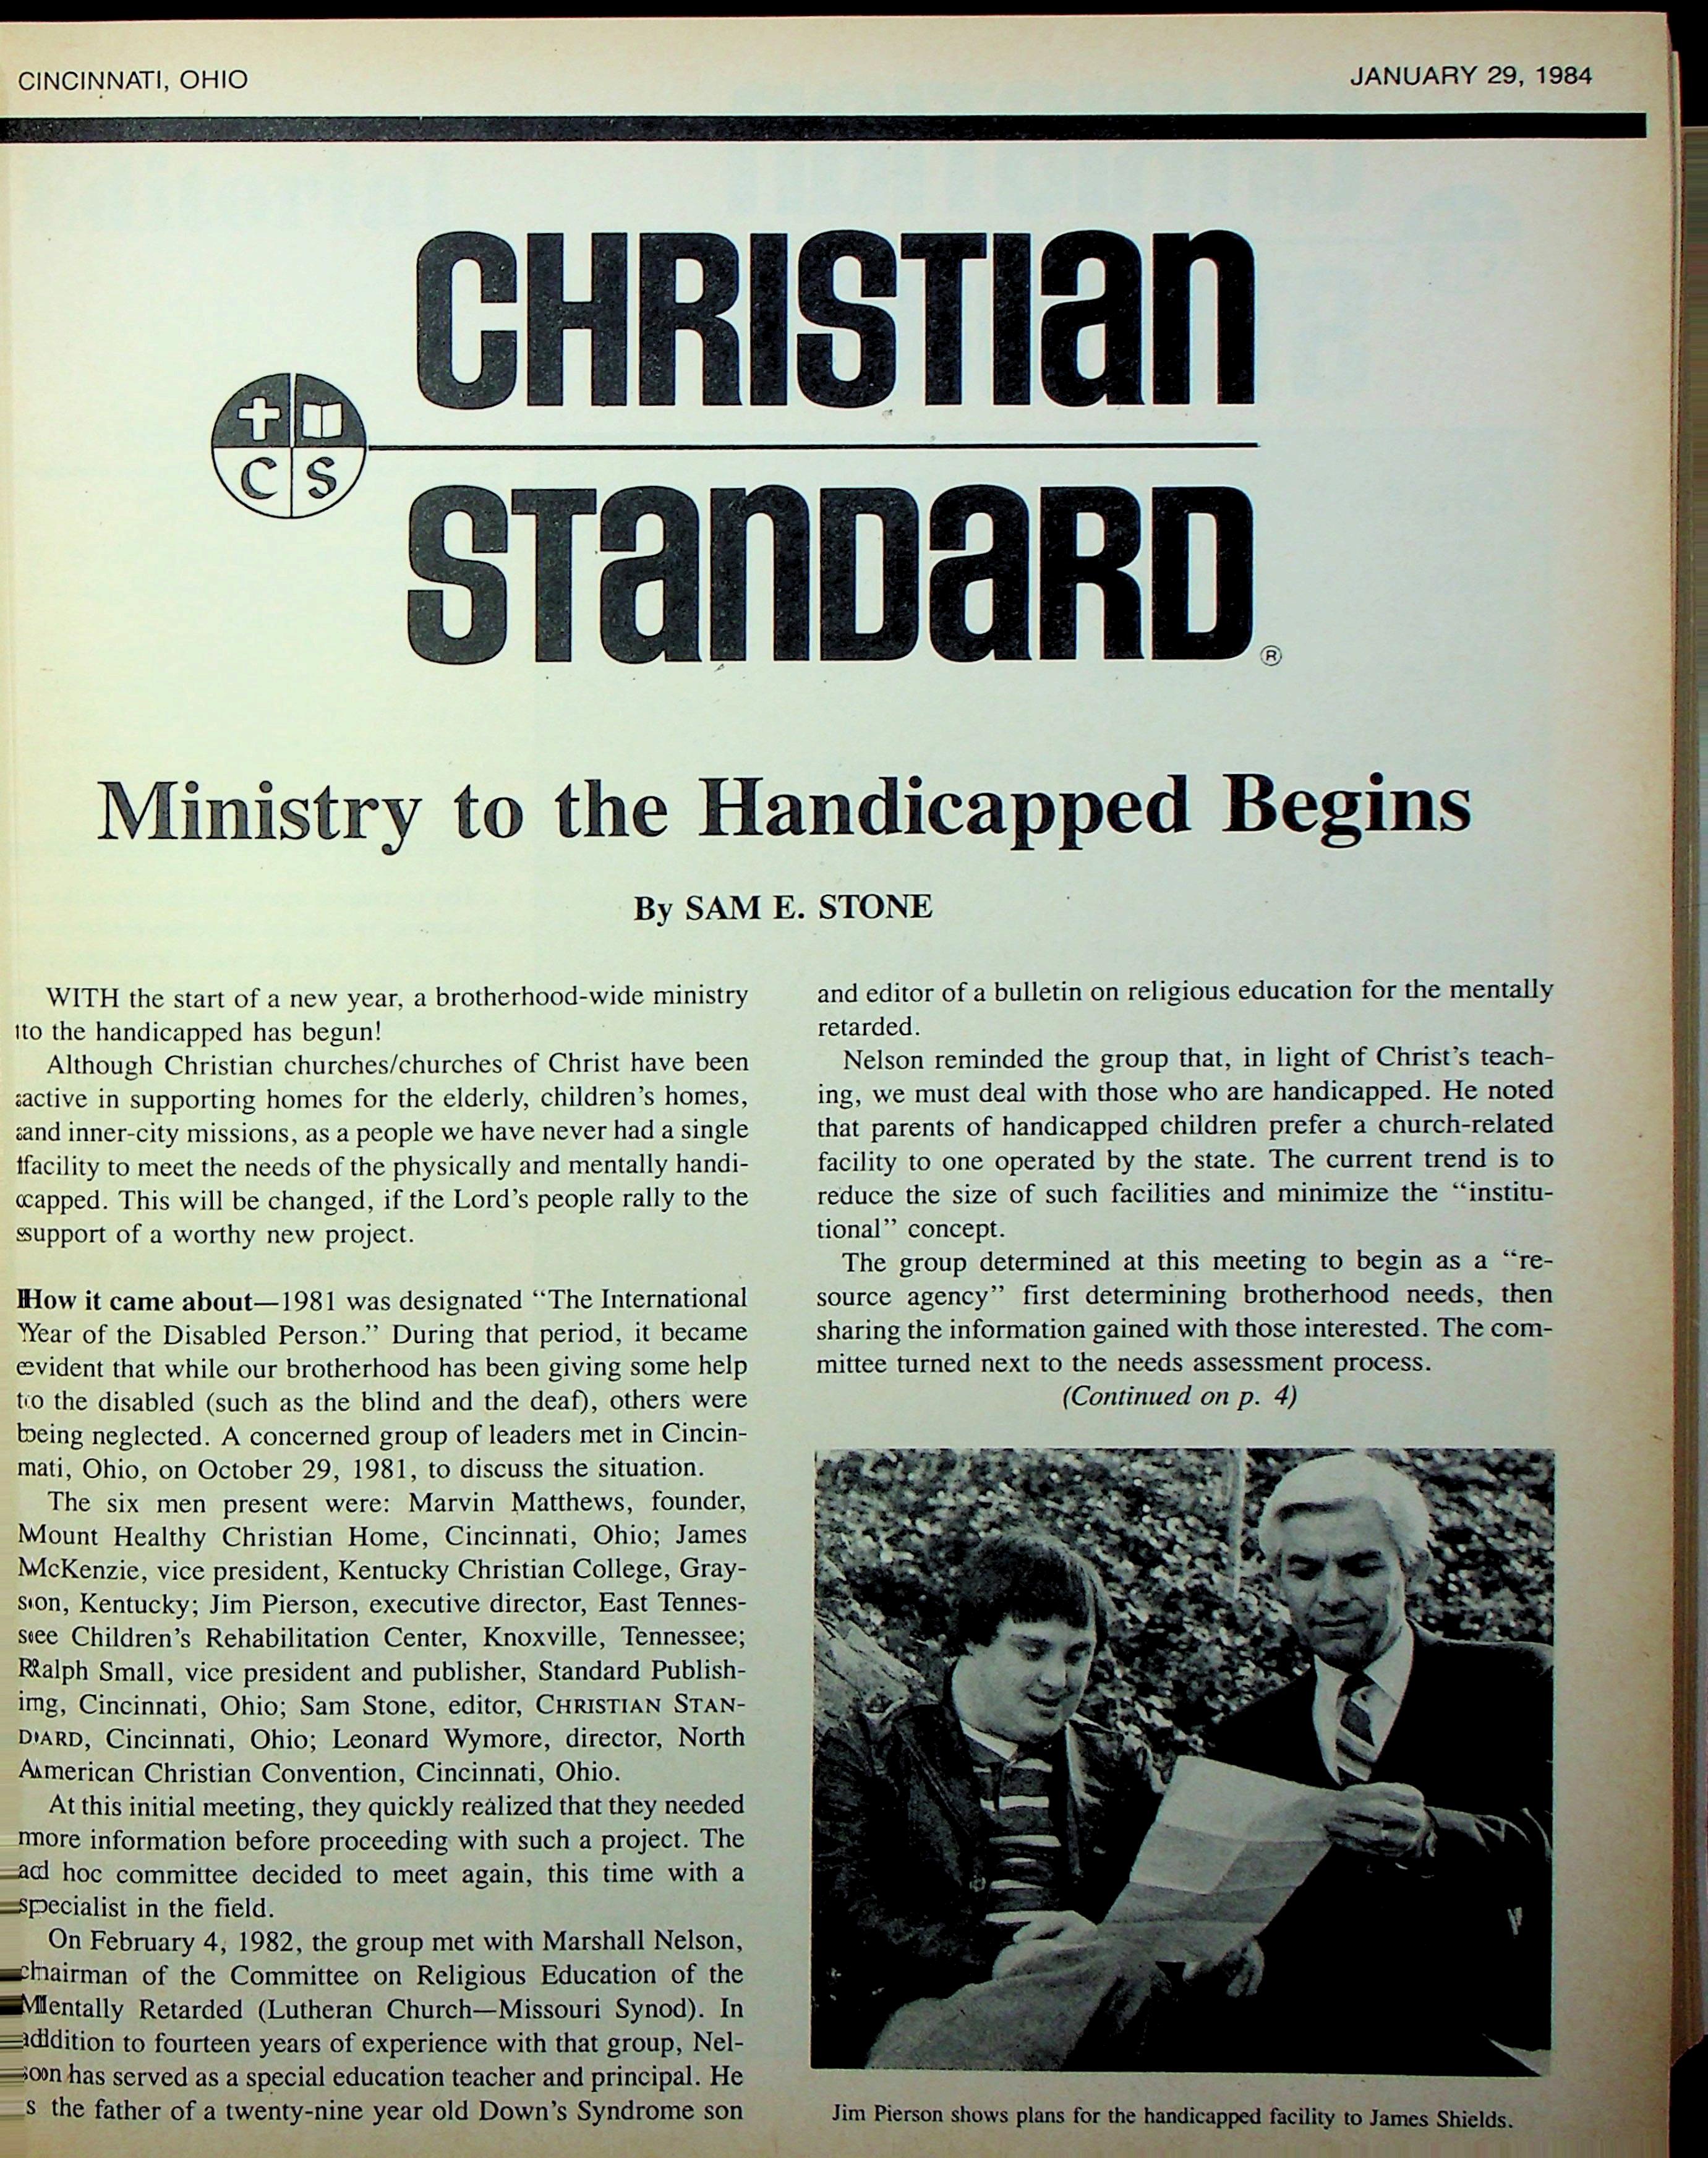 CINCINNATI, OHIO
JANUARY 29, 1984
CHRISTIAN
C S
STANDARD®
Ministry to the Handicapped Begins
By SAM E. STONE
WITH the start of a new year, a brotherhood-wide ministry
to the handicapped has begun!
Although Christian churches/churches of Christ have been
active in supporting homes for the elderly, children's homes,
and inner-city missions, as a people we have never had a single
facility to meet the needs of the physically and mentally handi-
capped. This will be changed, if the Lord's people rally to the
support of a worthy new project.
How it came about—1981 was designated “The International
Year of the Disabled Person.” During that period, it became
evident that while our brotherhood has been giving some help
to the disabled (such as the blind and the deaf), others were
being neglected. A concerned group of leaders met in Cincin-
nati, Ohio, on October 29, 1981, to discuss the situation.
The six men present were: Marvin Matthews, founder,
Mount Healthy Christian Home, Cincinnati, Ohio; James
McKenzie, vice president, Kentucky Christian College, Gray-
son, Kentucky; Jim Pierson, executive director, East Tennes-
see Children's Rehabilitation Center, Knoxville, Tennessee;
Ralph Small, vice president and publisher, Standard Publish-
ing, Cincinnati, Ohio; Sam Stone, editor, CHRISTIAN STAN-
DARD, Cincinnati, Ohio; Leonard Wymore, director, North
American Christian Convention, Cincinnati, Ohio.
At this initial meeting, they quickly realized that they needed
more information before proceeding with such a project. The
ad hoc committee decided to meet again, this time with a
specialist in the field.
On February 4, 1982, the group met with Marshall Nelson,
chairman of the Committee on Religious Education of the
Mentally Retarded (Lutheran Church—Missouri Synod). In
addition to fourteen years of experience with that group, Nel-
son has served as a special education teacher and principal. He
s the father of a twenty-nine year old Down's Syndrome son
and editor of a bulletin on religious education for the mentally
retarded.
Nelson reminded the group that, in light of Christ's teach-
ing, we must deal with those who are handicapped. He noted
that parents of handicapped children prefer a church-related
facility to one operated by the state. The current trend is to
reduce the size of such facilities and minimize the “institu-
tional” concept.
The group determined at this meeting to begin as a “re-
source agency” first determining brotherhood needs, then
sharing the information gained with those interested. The com-
mittee turned next to the needs assessment process.
(Continued on p. 4)
Jim Pierson shows plans for the handicapped facility to James Shields.